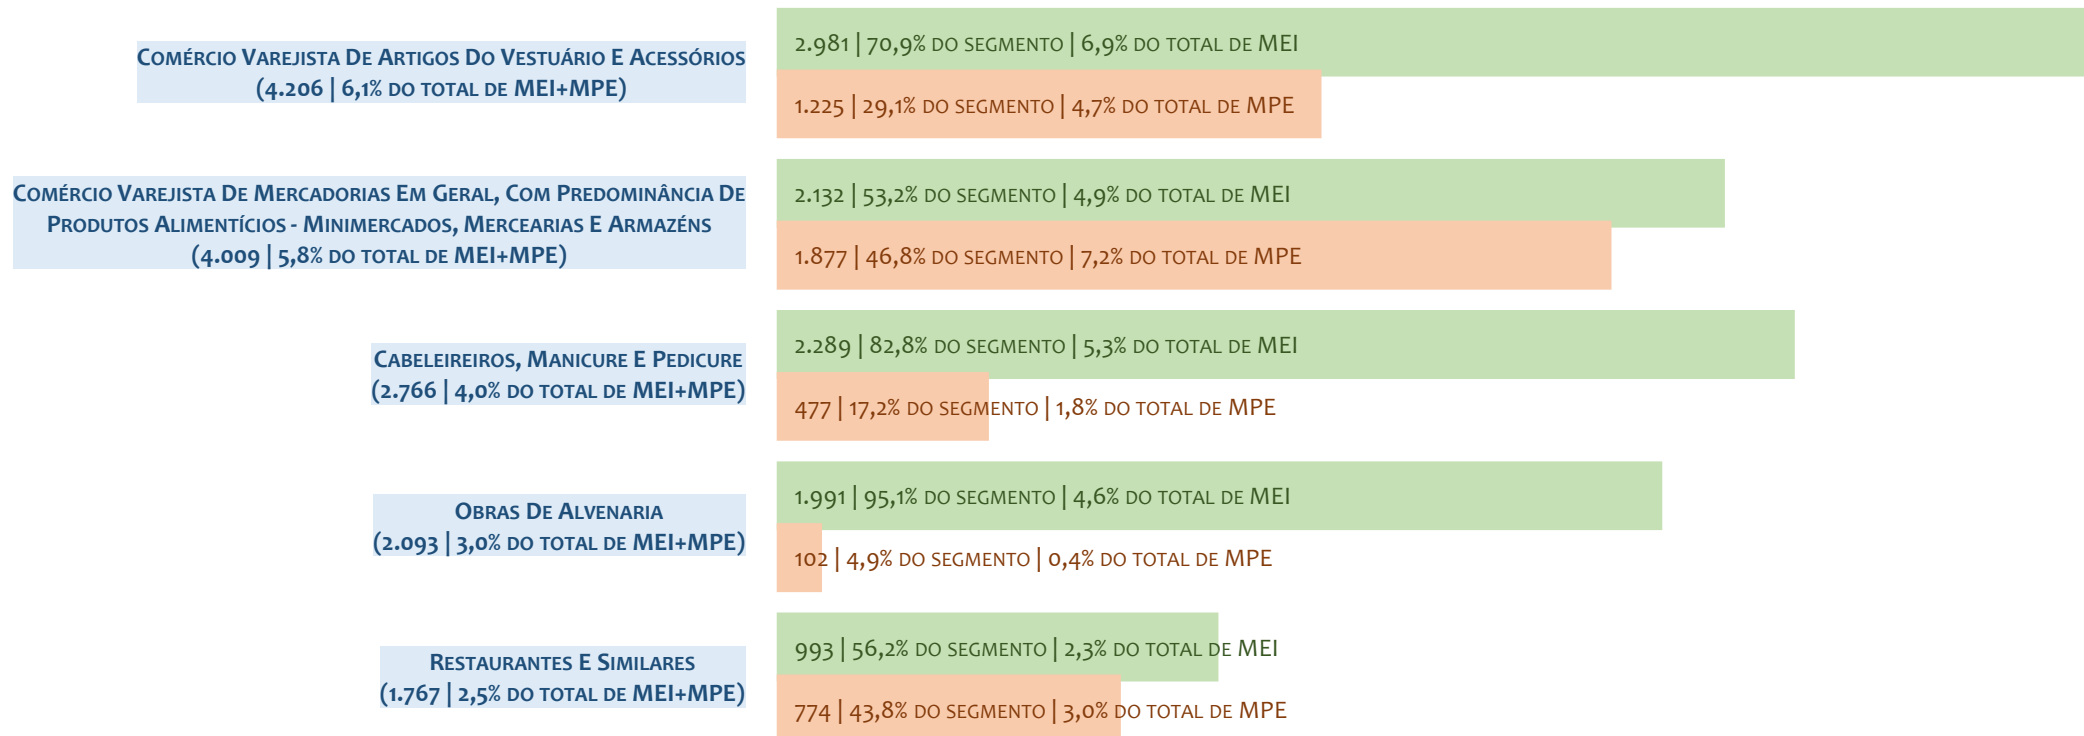 Comércio Varejista De Artigos Do Vestuário E Acessórios
(4.206 | 6,1% do total de MEI+MPE)
2.981 | 70,9% do segmento | 6,9% do total de MEI
1.225 | 29,1% do segmento | 4,7% do total de MPE
Comércio Varejista De Mercadorias Em Geral, Com Predominância De
Produtos Alimentícios - Minimercados, Mercearias E Armazéns
(4.009 | 5,8% do total de MEI+MPE)
2.132 | 53,2% do segmento | 4,9% do total de MEI
1.877 | 46,8% do segmento | 7,2% do total de MPE
Cabeleireiros, Manicure E Pedicure
(2.766 | 4,0% do total de MEI+MPE)
2.289 | 82,8% do segmento | 5,3% do total de MEI
477 | 17,2% do segmento | 1,8% do total de MPE
Obras De Alvenaria
(2.093 | 3,0% do total de MEI+MPE)
1.991 | 95,1% do segmento | 4,6% do total de MEI
102 | 4,9% do segmento | 0,4% do total de MPE
Restaurantes E Similares
(1.767 | 2,5% do total de MEI+MPE)
993 | 56,2% do segmento | 2,3% do total de MEI
774 | 43,8% do segmento | 3,0% do total de MPE